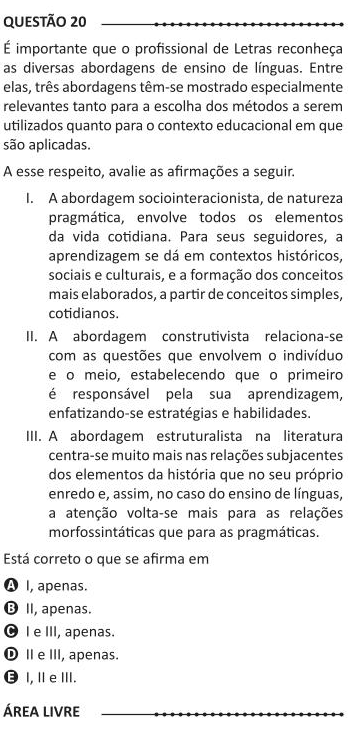 QUESTÃO 20
É importante que o profissional de Letras reconheça
as diversas abordagens de ensino de línguas. Entre
elas, três abordagens têm-se mostrado especialmente
relevantes tanto para a escolha dos métodos a serem
utilizados quanto para o contexto educacional em que
são aplicadas.
A esse respeito, avalie as afirmações a seguir.
I. A abordagem sociointeracionista, de natureza
pragmática, envolve todos os elementos
da vida cotidiana. Para seus seguidores, a
aprendizagem se dá em contextos históricos,
sociais e culturais, e a formação dos conceitos
mais elaborados, a partir de conceitos simples,
cotidianos.
II. A abordagem construtivista relaciona-se
com as questões que envolvem o indivíduo
e o meio, estabelecendo que o primeiro
é responsável pela sua aprendizagem,
enfatizando-se estratégias e habilidades.
III. A abordagem estruturalista na literatura
centra-se muito mais nas relações subjacentes
dos elementos da história que no seu próprio
enredo e, assim, no caso do ensino de línguas,
a atenção volta-se mais para as relações
morfossintáticas que para as pragmáticas.
Está correto o que se afirma em
A I, apenas.
B II, apenas.
C I e III, apenas.
D II e III, apenas.
E I, II e III.
ÁREA LIVRE